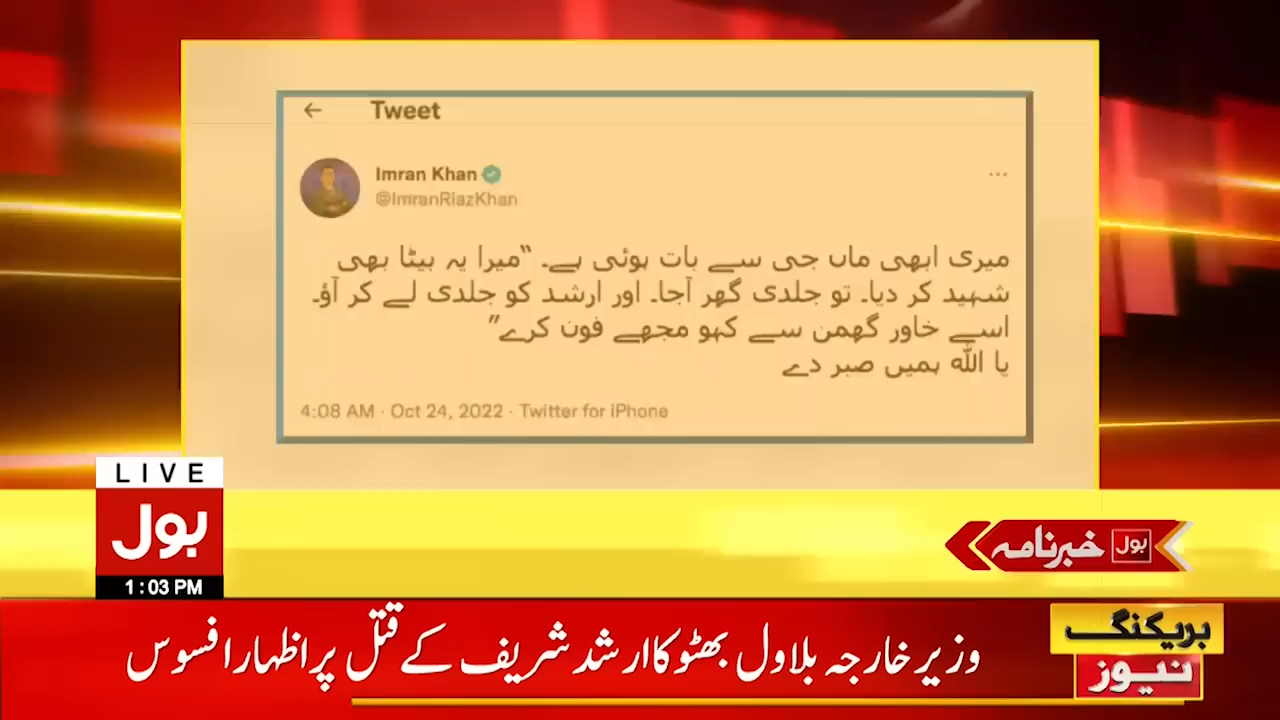 Tweet
Imran Khan
@ImranRiazKhan
میری ابھی ماں جی سے بات ہوئی ہے۔ “میرا یہ بیٹا بھی
شہید کر دیا۔ تو جلدی گھر آجا۔ اور ارشد کو جلدی لے کر آؤ۔
اسے خاور گھمن سے کہو مجھے فون کرے”
یا اللہ ہمیں صبر دے
4:08 AM · Oct 24, 2022 · Twitter for iPhone
LIVE
بول
1:03 PM
بول خبرنامہ
بریکنگ
نیوز
وزیر خارجہ بلاول بھٹو کا ارشد شریف کے قتل پر اظہار افسوس